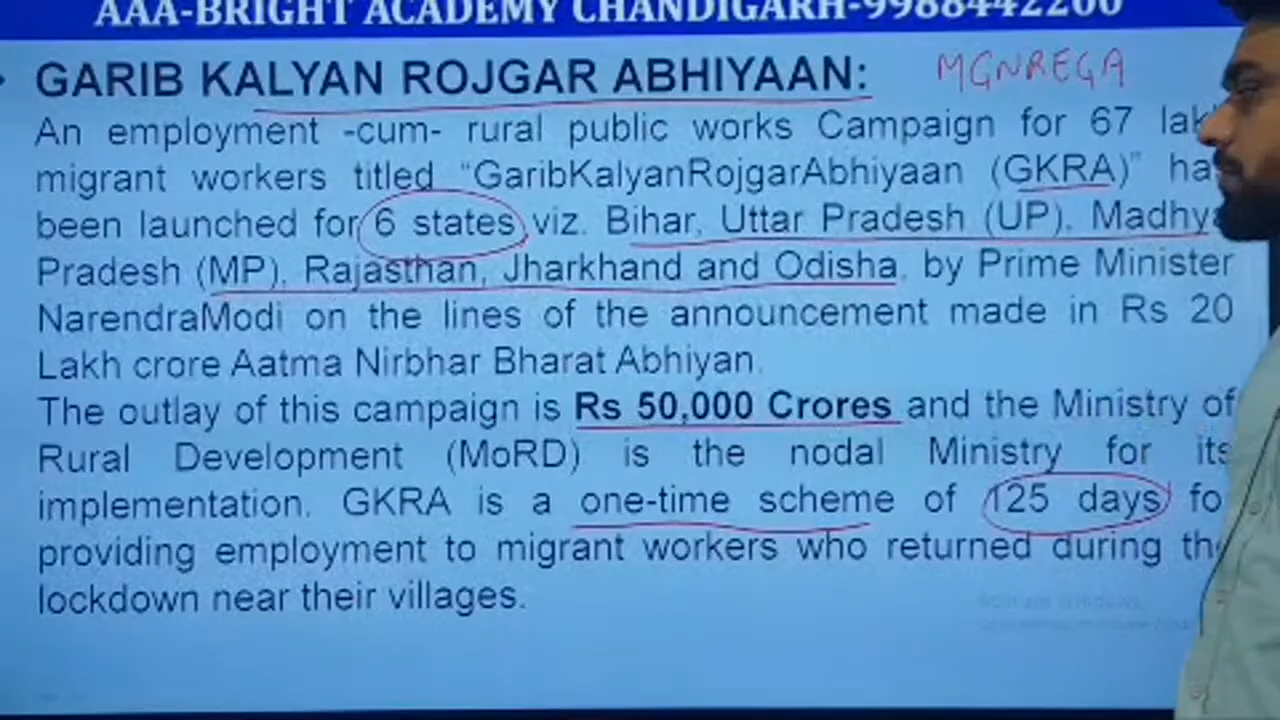 AAA-BRIGHT ACADEMY CHANDIGARH-9988442200
GARIB KALYAN ROJGAR ABHIYAAN: MGNREGA
An employment -cum- rural public works Campaign for 67 lak
migrant workers titled “GaribKalyanRojgarAbhiyaan (GKRA)” ha
been launched for 6 states viz. Bihar, Uttar Pradesh (UP), Madhy
Pradesh (MP), Rajasthan, Jharkhand and Odisha, by Prime Minister
NarendraModi on the lines of the announcement made in Rs 20
Lakh crore Aatma Nirbhar Bharat Abhiyan.
The outlay of this campaign is Rs 50,000 Crores and the Ministry of
Rural Development (MoRD) is the nodal Ministry for its
implementation. GKRA is a one-time scheme of 125 days fo
providing employment to migrant workers who returned during th
lockdown near their villages.